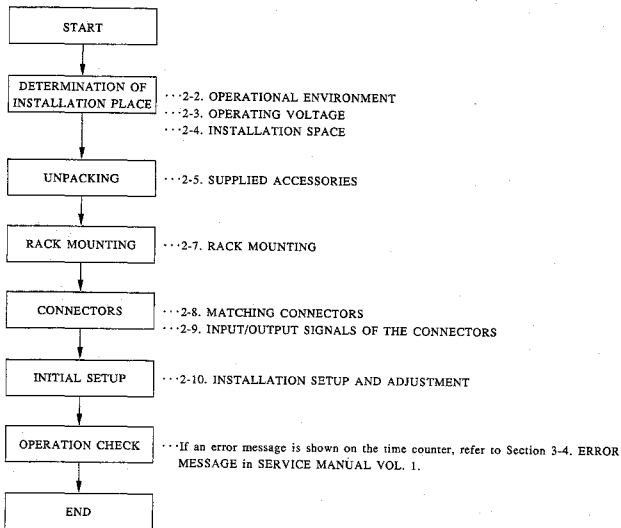 START
DETERMINATION OF
INSTALLATION PLACE
···2-2. OPERATIONAL ENVIRONMENT
···2-3. OPERATING VOLTAGE
···2-4. INSTALLATION SPACE
UNPACKING
···2-5. SUPPLIED ACCESSORIES
RACK MOUNTING
···2-7. RACK MOUNTING
CONNECTORS
···2-8. MATCHING CONNECTORS
···2-9. INPUT/OUTPUT SIGNALS OF THE CONNECTORS
INITIAL SETUP
···2-10. INSTALLATION SETUP AND ADJUSTMENT
OPERATION CHECK
···If an error message is shown on the time counter, refer to Section 3-4. ERROR
MESSAGE in SERVICE MANUAL VOL. 1.
END